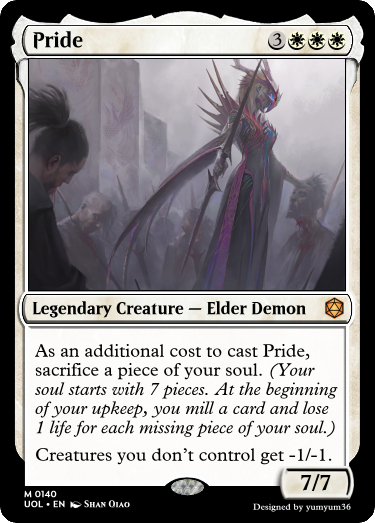 Pride 3
Legendary Creature — Elder Demon
As an additional cost to cast Pride,
sacrifice a piece of your soul. (Your
soul starts with 7 pieces. At the beginning
of your upkeep, you mill a card and lose
1 life for each missing piece of your soul.)
Creatures you don't control get -1/-1.
7/7
M 0140
UOL • EN Shan Qiao
Designed by yumyum36